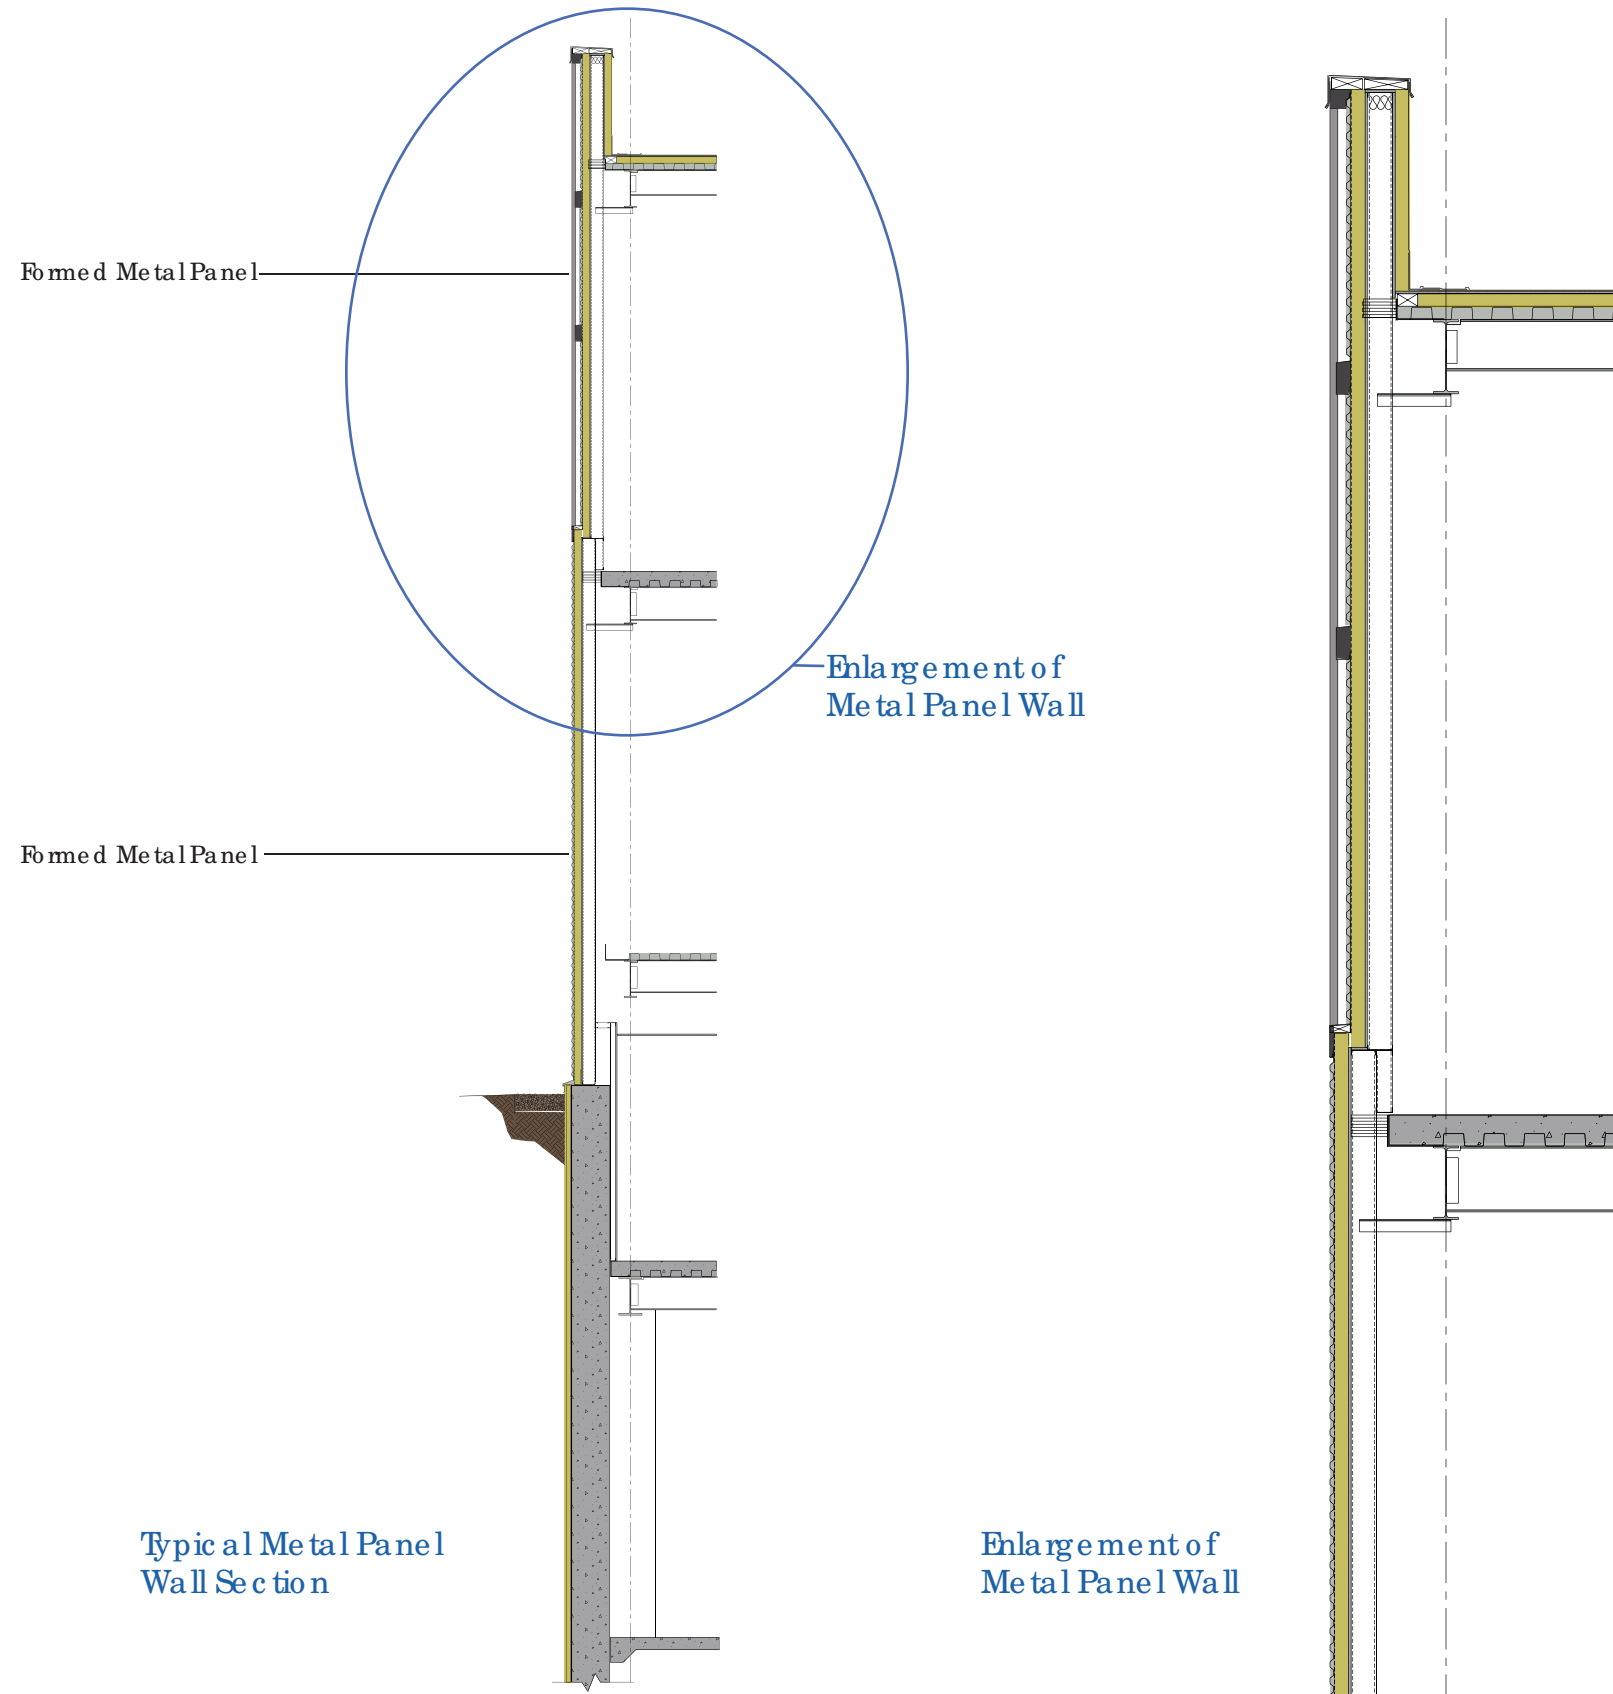 Formed Metal Panel
Enlargement of
Metal Panel Wall
Formed Metal Panel
Typical Metal Panel
Wall Section
Enlargement of
Metal Panel Wall